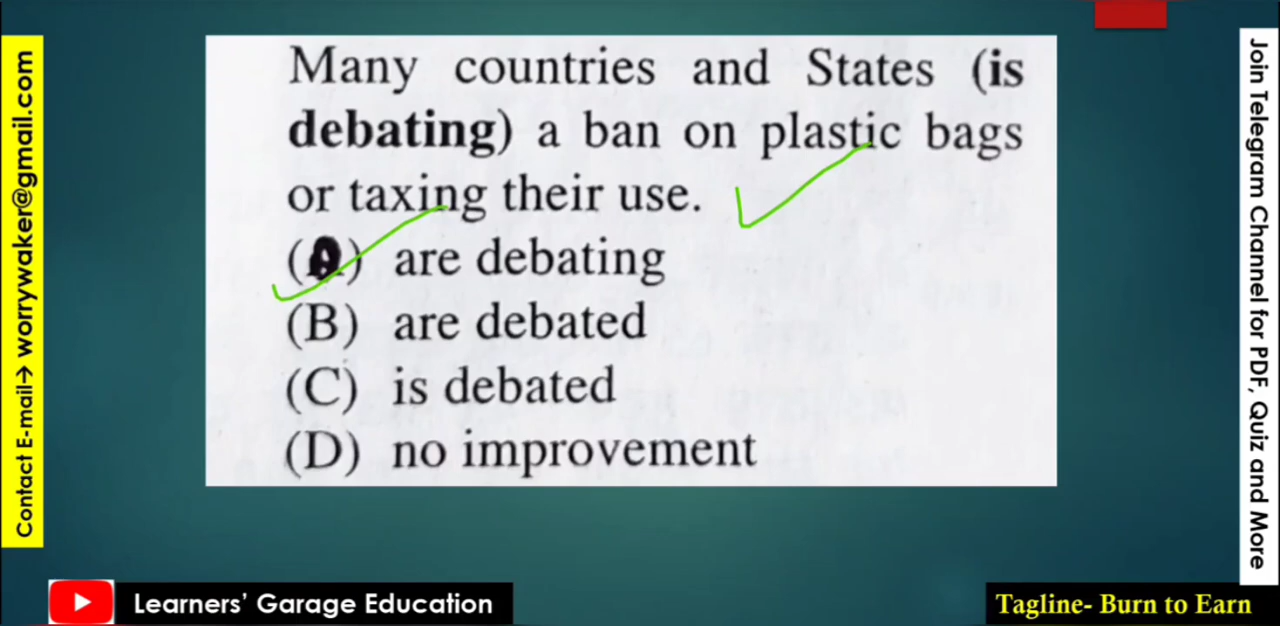 Contact E-mail→ worrywaker@gmail.com
Many countries and States (is
debating) a ban on plastic bags
or taxing their use.
(A) are debating
(B) are debated
(C) is debated
(D) no improvement
Join Telegram Channel for PDF, Quiz and More
Learners’ Garage Education
Tagline- Burn to Earn